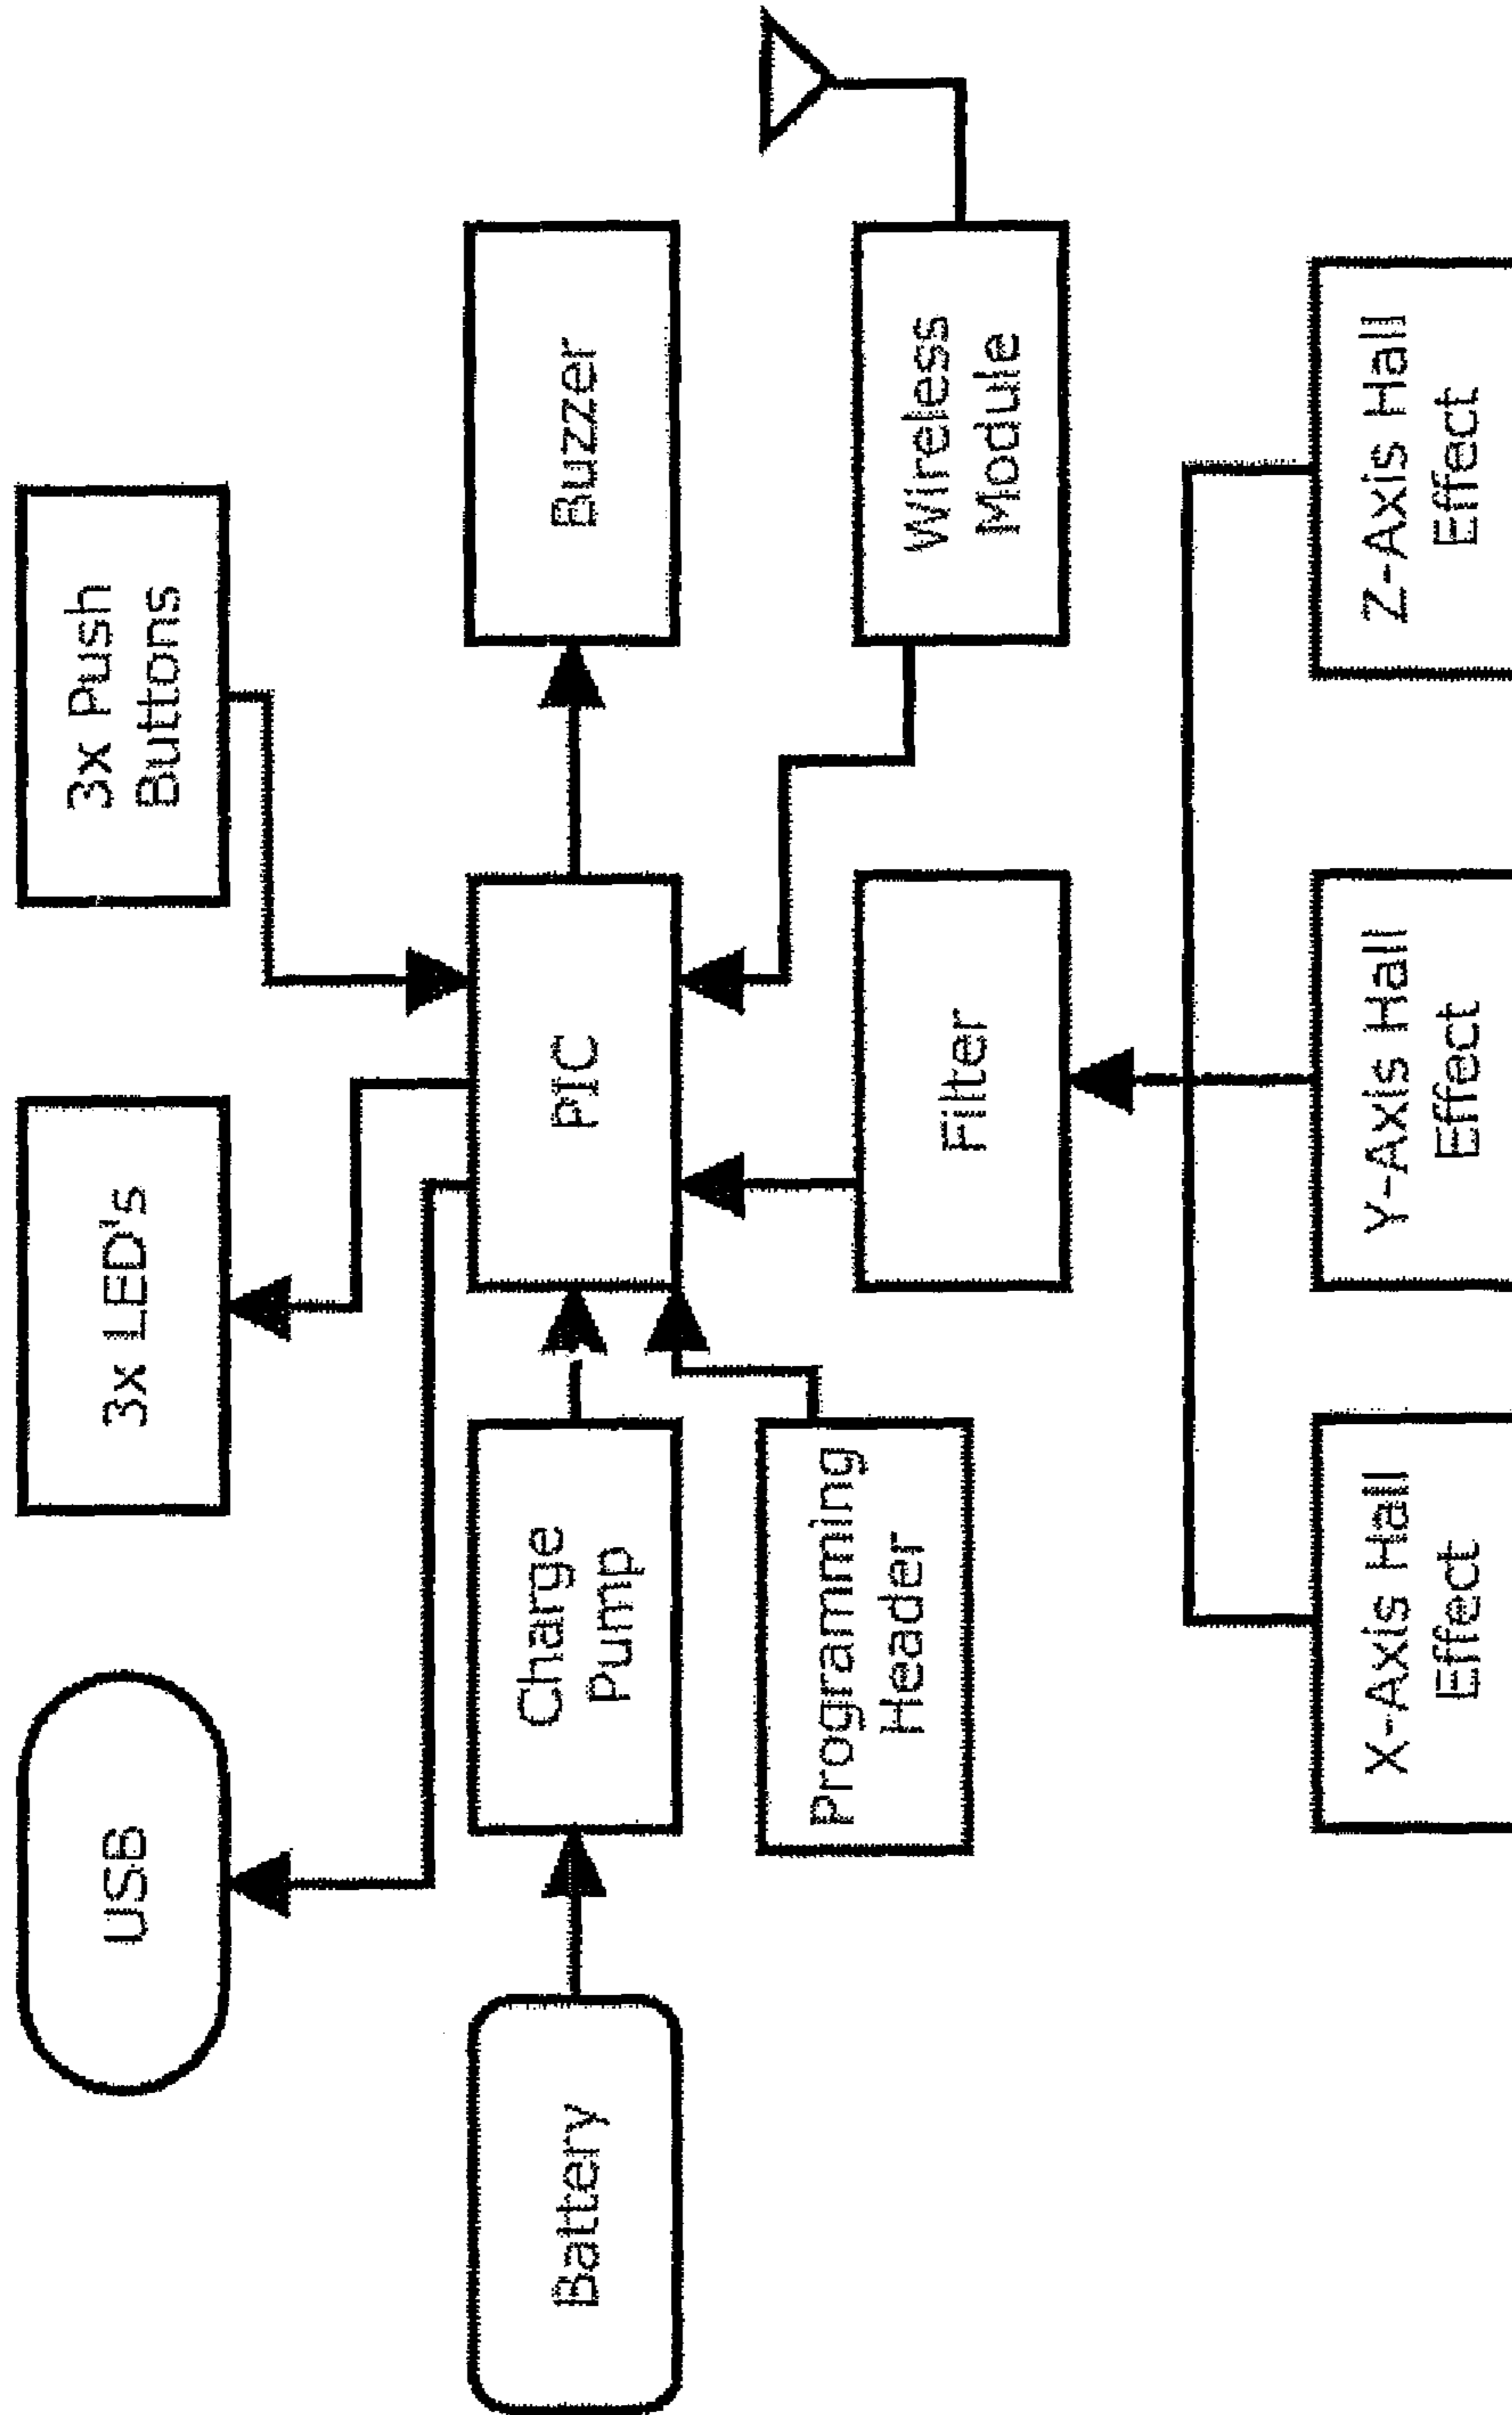 USB
3x LED's
3x Push
Buttons
Battery
Charge
Pump
PIC
Buzzer
Programming
Header
Filter
Wireless
Module
X-Axis Hall
Effect
Y-Axis Hall
Effect
Z-Axis Hall
Effect